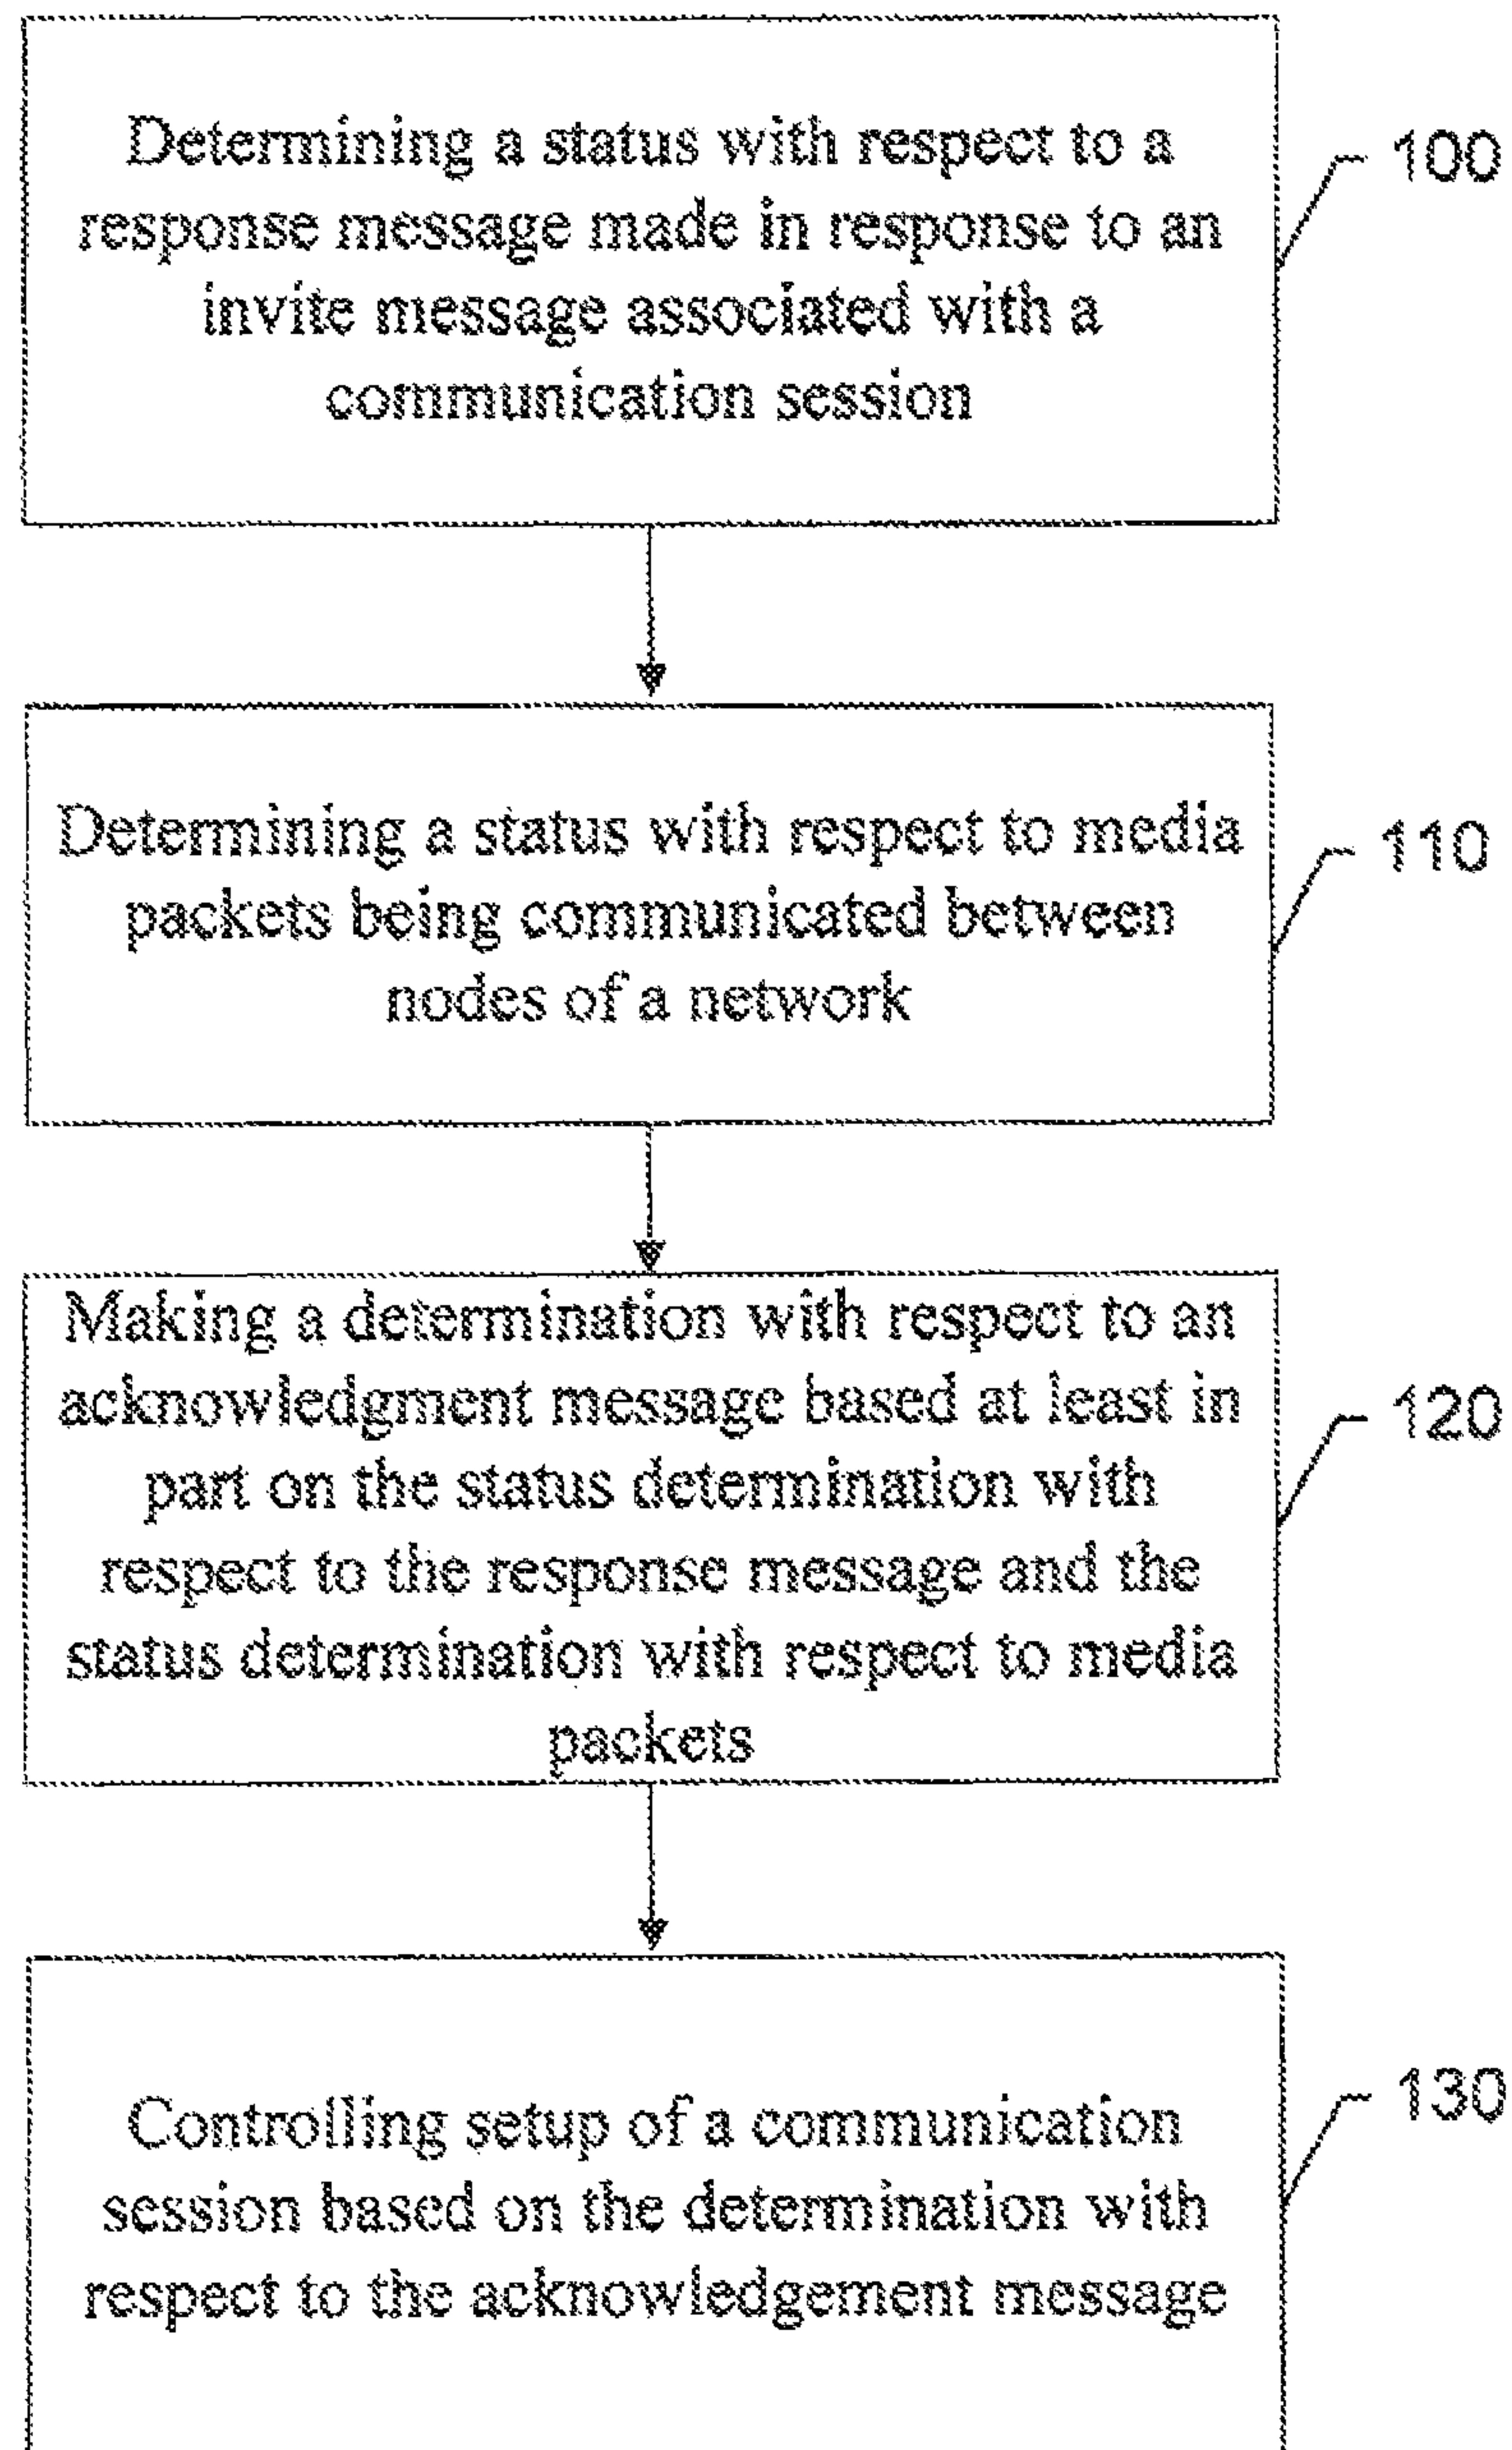 Determining a status with respect to a
response message made in response to an
invite message associated with a
communication session
100
Determining a status with respect to media
packets being communicated between
nodes of a network
110
Making a determination with respect to an
acknowledgment message based at least in
part on the status determination with
respect to the response message and the
status determination with respect to media
packets
120
Controlling setup of a communication
session based on the determination with
respect to the acknowledgement message
130